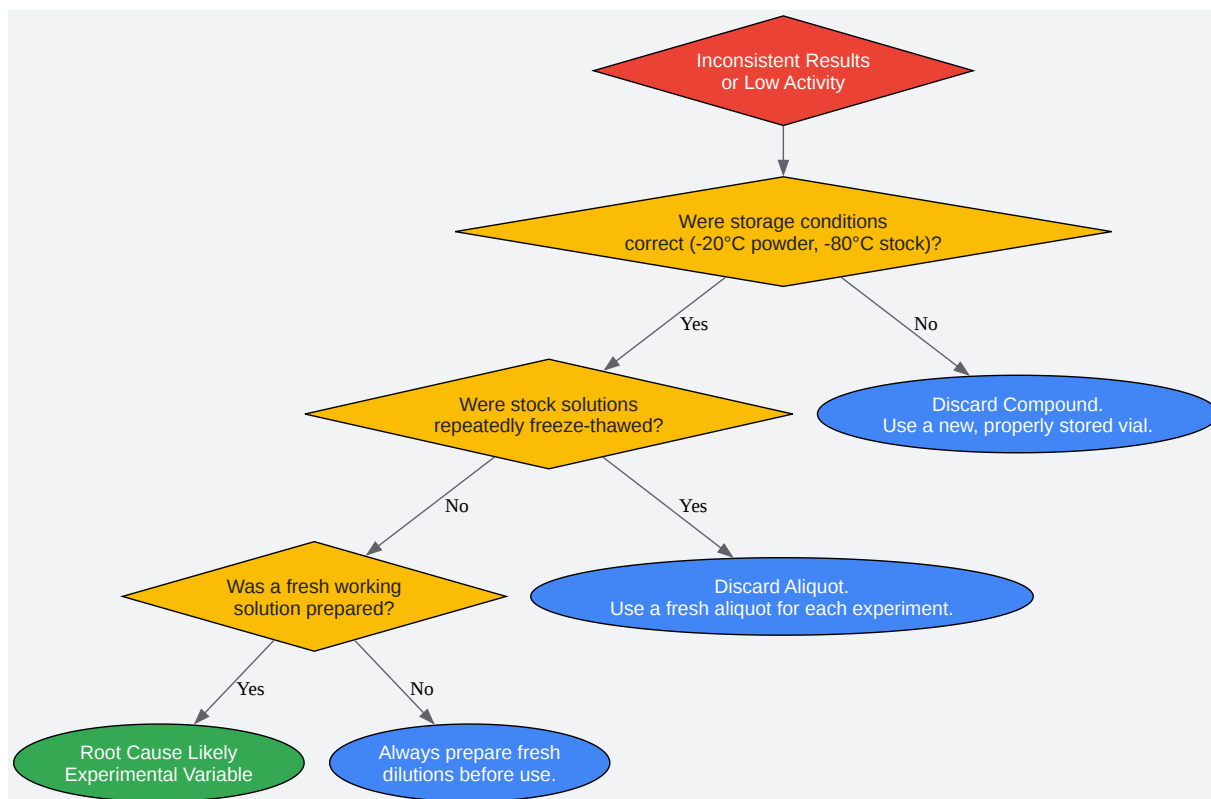 Inconsistent Results
or Low Activity
Were storage conditions
correct (-20°C powder, -80°C stock)?
Yes
No
Were stock solutions
repeatedly freeze-thawed?
Discard Compound.
Use a new, properly stored vial.
No
Yes
Was a fresh working
solution prepared?
Discard Aliquot.
Use a fresh aliquot for each experiment.
Yes
No
Root Cause Likely
Experimental Variable
Always prepare fresh
dilutions before use.